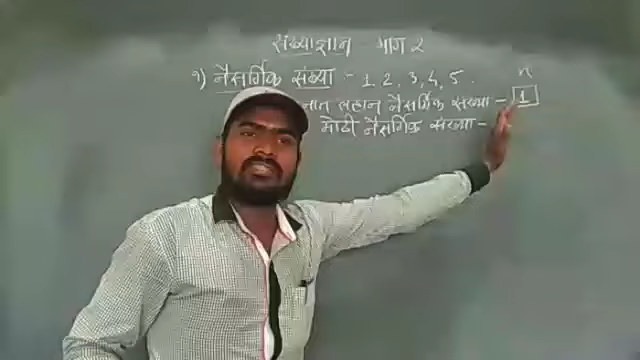 संख्याज्ञान - भाग २
१) नैसर्गिक संख्या - 1, 2, 3, 4, 5.
n
लहान नैसर्गिक संख्या - 1
मोठी नैसर्गिक संख्या -